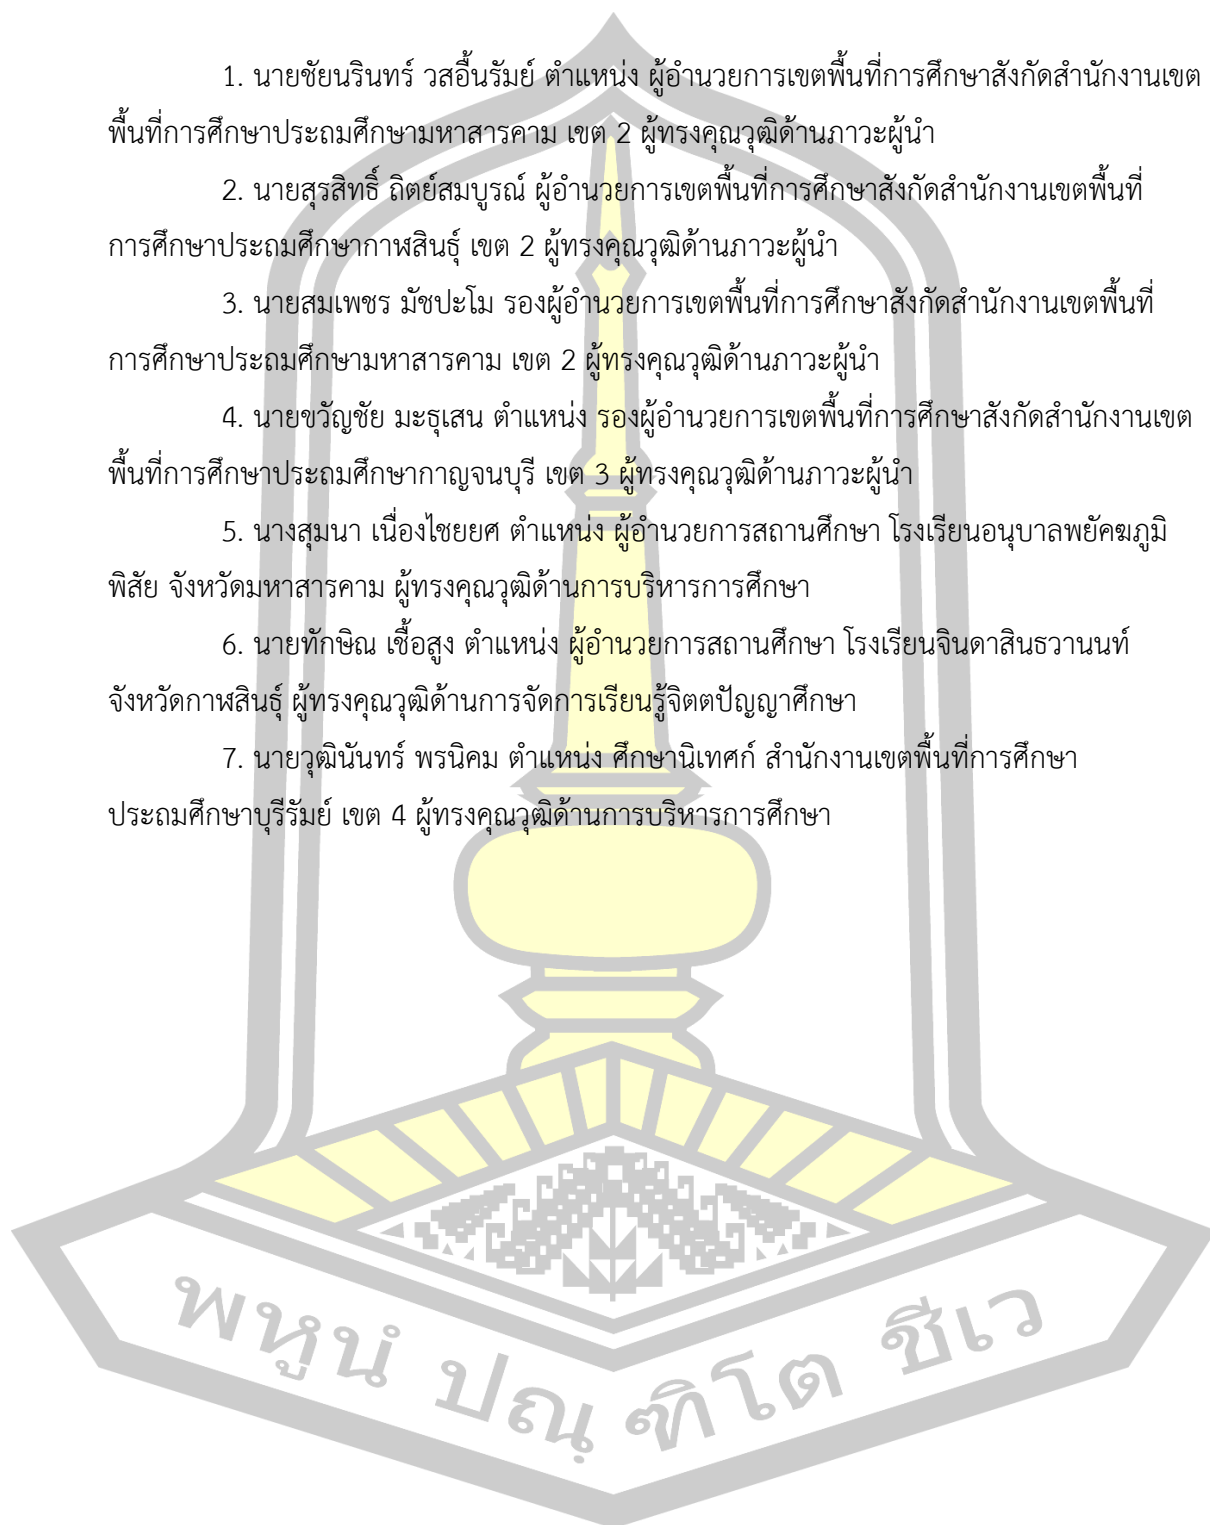 1. นายชัยนรินทร์ วสอื้นรัมย์ ตำแหน่ง ผู้อำนวยการเขตพื้นที่การศึกษาสังกัดสำนักงานเขต
พื้นที่การศึกษาประถมศึกษามหาสารคาม เขต 2 ผู้ทรงคุณวุฒิด้านภาวะผู้นำ
2. นายสุรสิทธิ์ ถิตย์สมบูรณ์ ผู้อำนวยการเขตพื้นที่การศึกษาสังกัดสำนักงานเขตพื้นที่
การศึกษาประถมศึกษากาฬสินธุ์ เขต 2 ผู้ทรงคุณวุฒิด้านภาวะผู้นำ
3. นายสมเพชร มัชปะโม รองผู้อำนวยการเขตพื้นที่การศึกษาสังกัดสำนักงานเขตพื้นที่
การศึกษาประถมศึกษามหาสารคาม เขต 2 ผู้ทรงคุณวุฒิด้านภาวะผู้นำ
4. นายขวัญชัย มะธุเสน ตำแหน่ง รองผู้อำนวยการเขตพื้นที่การศึกษาสังกัดสำนักงานเขต
พื้นที่การศึกษาประถมศึกษากาญจนบุรี เขต 3 ผู้ทรงคุณวุฒิด้านภาวะผู้นำ
5. นางสุมนา เนื่องไชยยศ ตำแหน่ง ผู้อำนวยการสถานศึกษา โรงเรียนอนุบาลพยัคฆภูมิ
พิสัย จังหวัดมหาสารคาม ผู้ทรงคุณวุฒิด้านการบริหารการศึกษา
6. นายทักษิณ เชื้อสูง ตำแหน่ง ผู้อำนวยการสถานศึกษา โรงเรียนจินดาสินธวานนท์
จังหวัดกาฬสินธุ์ ผู้ทรงคุณวุฒิด้านการจัดการเรียนรู้จิตตปัญญาศึกษา
7. นายวุฒินันทร์ พรนิคม ตำแหน่ง ศึกษานิเทศก์ สำนักงานเขตพื้นที่การศึกษา
ประถมศึกษาบุรีรัมย์ เขต 4 ผู้ทรงคุณวุฒิด้านการบริหารการศึกษา
พหูนํ ปณฺ ฑิโต ชีเว